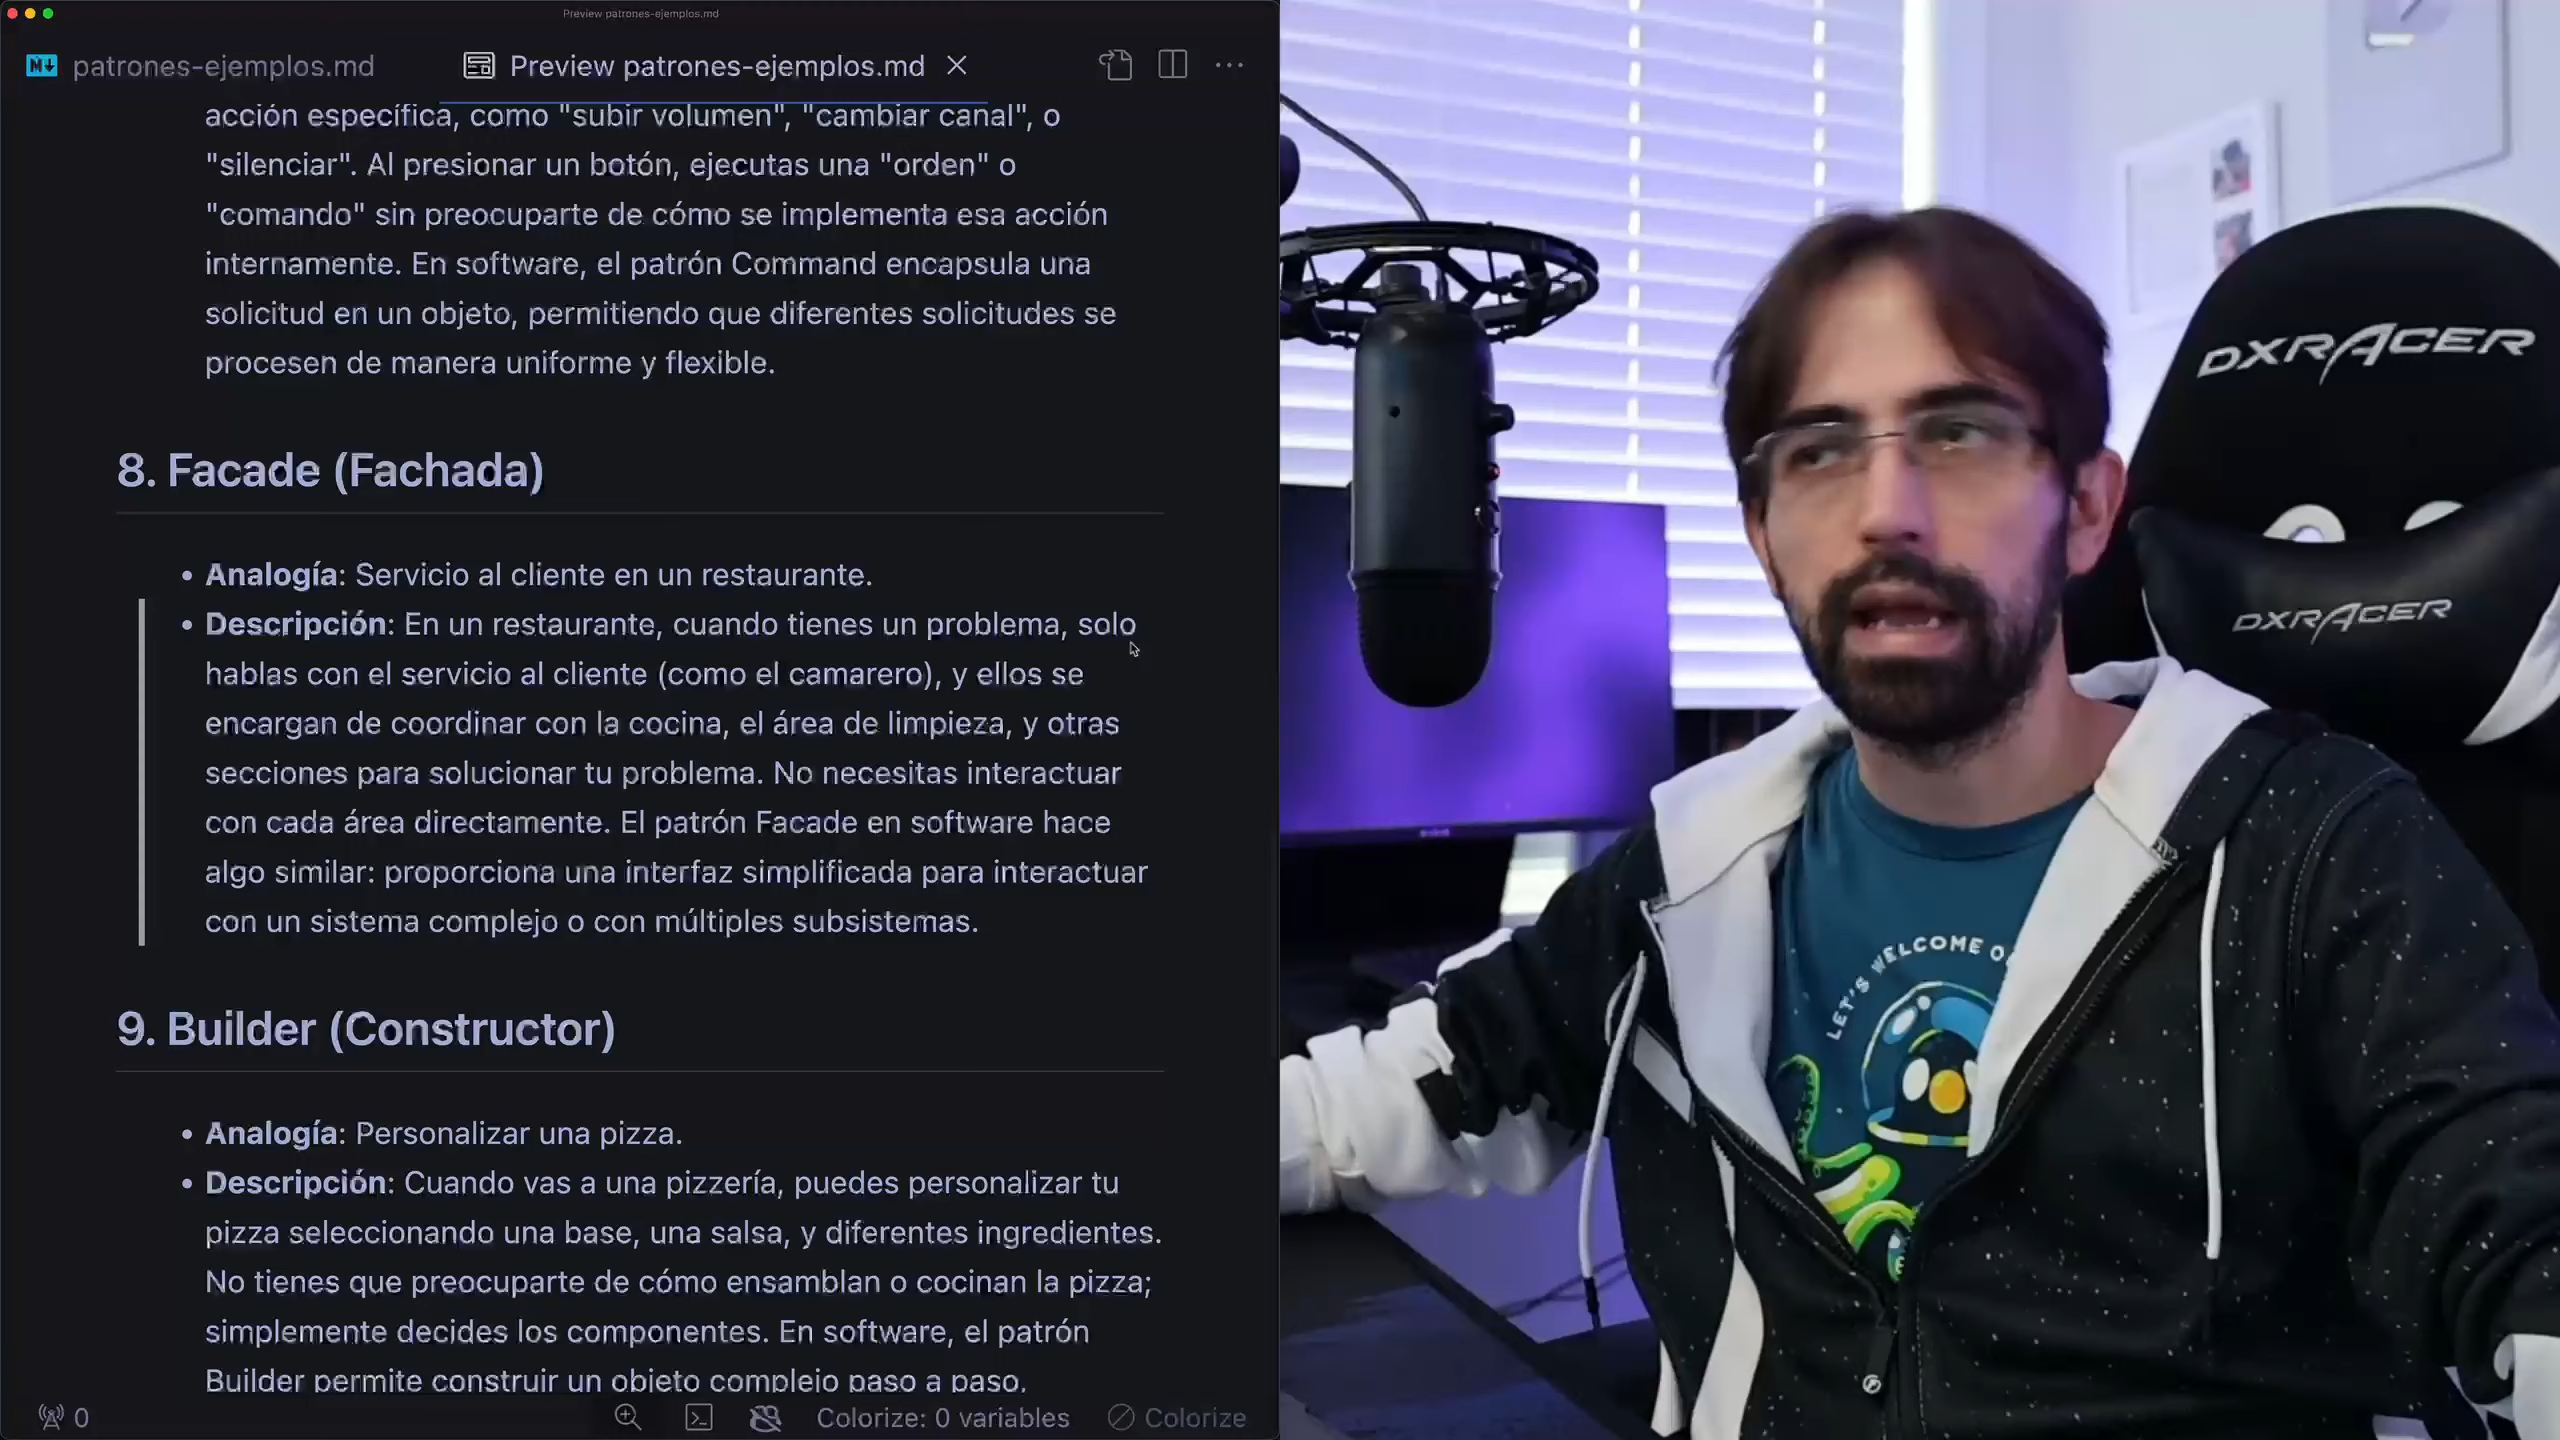 Preview patrones-ejemplos.md
patrones-ejemplos.md
Preview patrones-ejemplos.md
acción específica, como "subir volumen", "cambiar canal", o
"silenciar". Al presionar un botón, ejecutas una "orden" o
"comando" sin preocuparte de cómo se implementa esa acción
internamente. En software, el patrón Command encapsula una
solicitud en un objeto, permitiendo que diferentes solicitudes se
procesen de manera uniforme y flexible.
8. Facade (Fachada)
• Analogía: Servicio al cliente en un restaurante.
• Descripción: En un restaurante, cuando tienes un problema, solo
hablas con el servicio al cliente (como el camarero), y ellos se
encargan de coordinar con la cocina, el área de limpieza, y otras
secciones para solucionar tu problema. No necesitas interactuar
con cada área directamente. El patrón Facade en software hace
algo similar: proporciona una interfaz simplificada para interactuar
con un sistema complejo o con múltiples subsistemas.
9. Builder (Constructor)
• Analogía: Personalizar una pizza.
• Descripción: Cuando vas a una pizzería, puedes personalizar tu
pizza seleccionando una base, una salsa, y diferentes ingredientes.
No tienes que preocuparte de cómo ensamblan o cocinan la pizza;
simplemente decides los componentes. En software, el patrón
Builder permite construir un objeto complejo paso a paso,
0
Colorize: 0 variables
Colorize
DXRACER
DXRACER
LET'S WELCOME